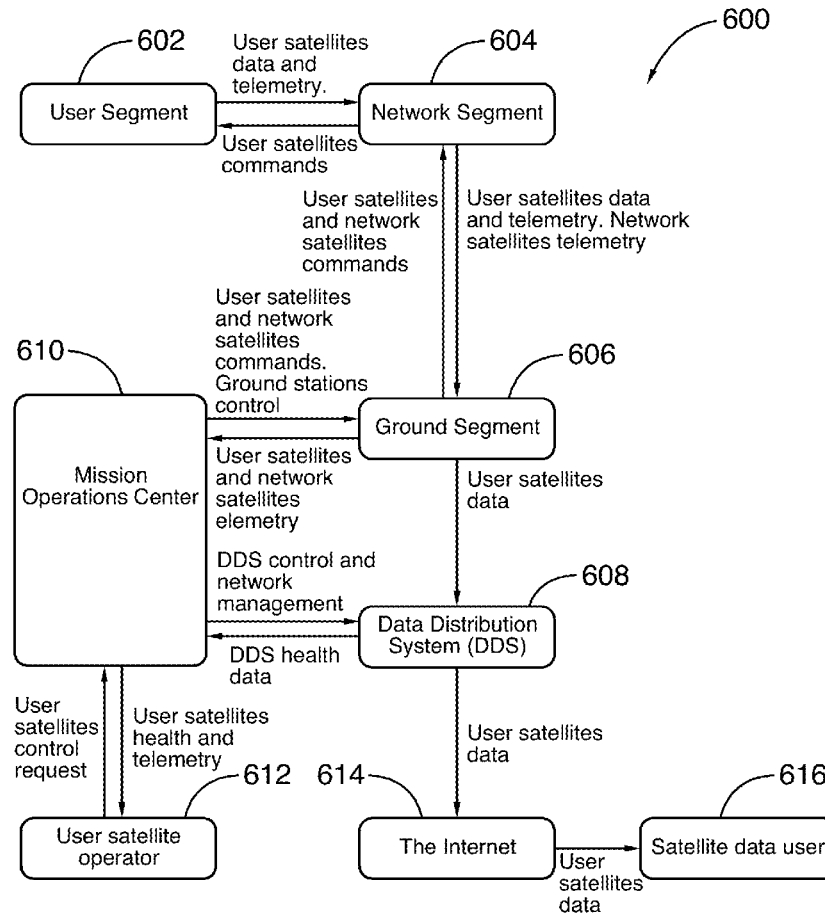 600
602
User satellites
data and
telemetry.
604
User Segment
Network Segment
User satellites
commands
User satellites
and network
satellites
commands
User satellites data
and telemetry. Network
satellites telemetry
User satellites
and network
satellites
commands.
Ground stations
control
610
606
Mission
Operations Center
Ground Segment
User satellites
and network
satellites
elemetry
User satellites
data
DDS control and
network
management
608
Data Distribution
System (DDS)
DDS health
data
User
satellites
control
request
User satellites
health and
telemetry
User satellites
data
612
614
616
User satellite
operator
The Internet
Satellite data user
User
satellites
data